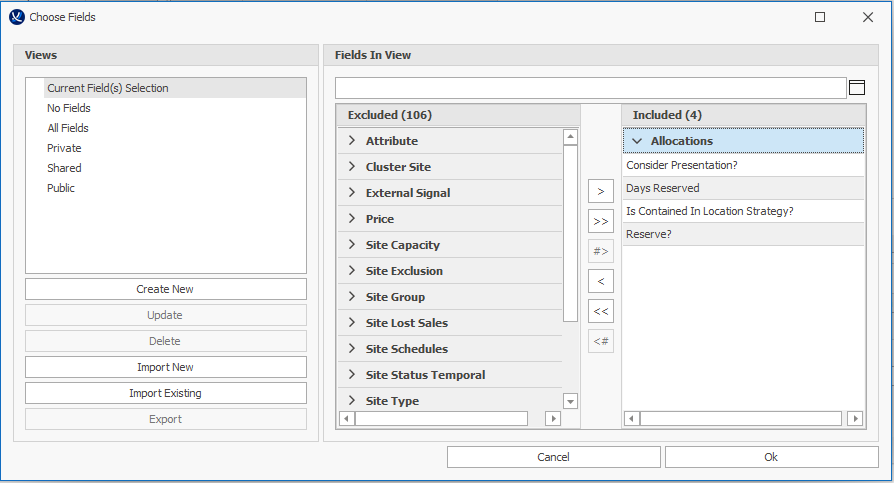 Choose Fields
Views
Current Field(s) Selection
No Fields
All Fields
Private
Shared
Public
Create New
Update
Delete
Import New
Import Existing
Export
Fields In View
Excluded (106)
Attribute
Cluster Site
External Signal
Price
Site Capacity
Site Exclusion
Site Group
Site Lost Sales
Site Schedules
Site Status Temporal
Site Type
>
>>
#>
<
<<
<#
Included (4)
Allocations
Consider Presentation?
Days Reserved
Is Contained In Location Strategy?
Reserve?
Cancel
Ok